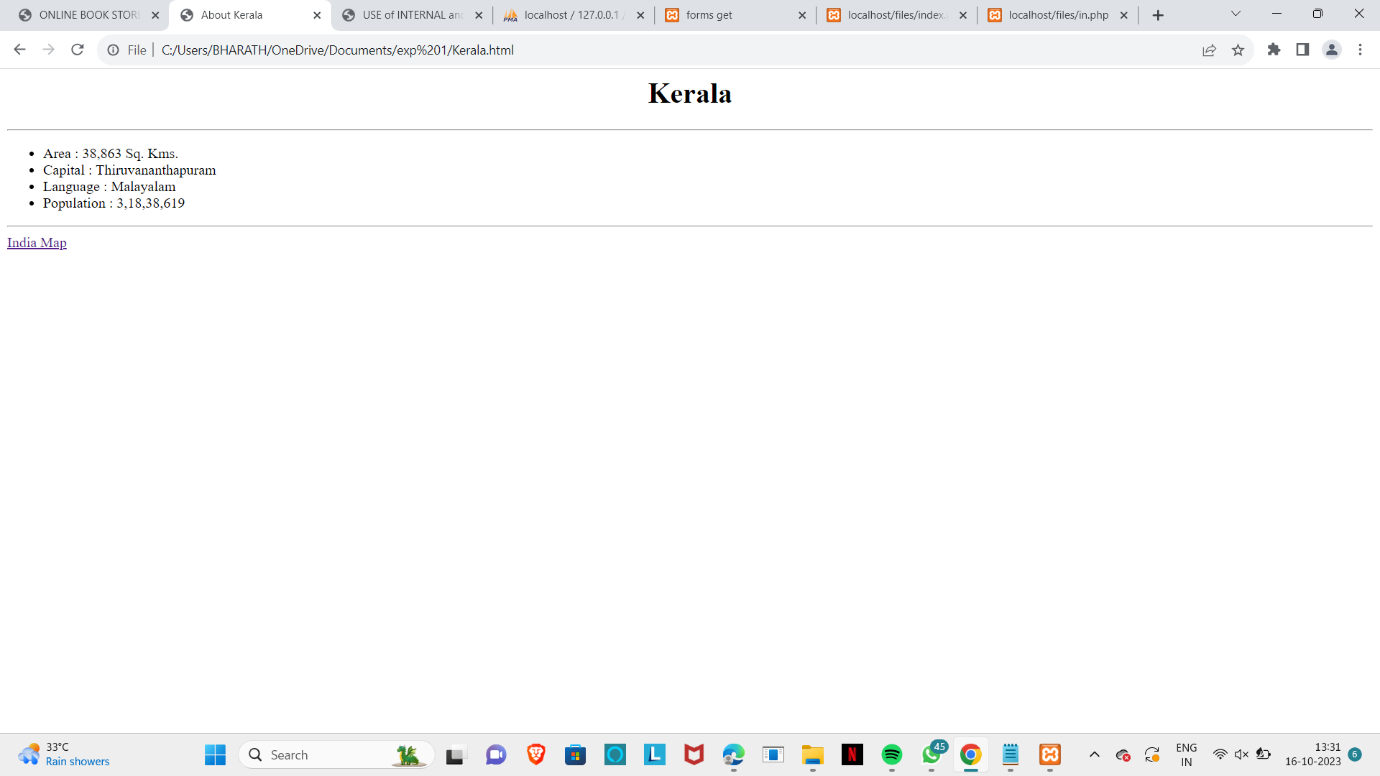 ONLINE BOOK STOR
About Kerala
USE of INTERNAL an
PMA
localhost / 127.0.0.1 /
forms get
localhost/files/index.
localhost/files/in.php
File | C:/Users/BHARATH/OneDrive/Documents/exp%201/Kerala.html
Kerala
Area : 38,863 Sq. Kms.
Capital : Thiruvananthapuram
Language : Malayalam
Population : 3,18,38,619
India Map
33°C
Rain showers
Search
L
N
45
ENG
IN
13:31
16-10-2023
6